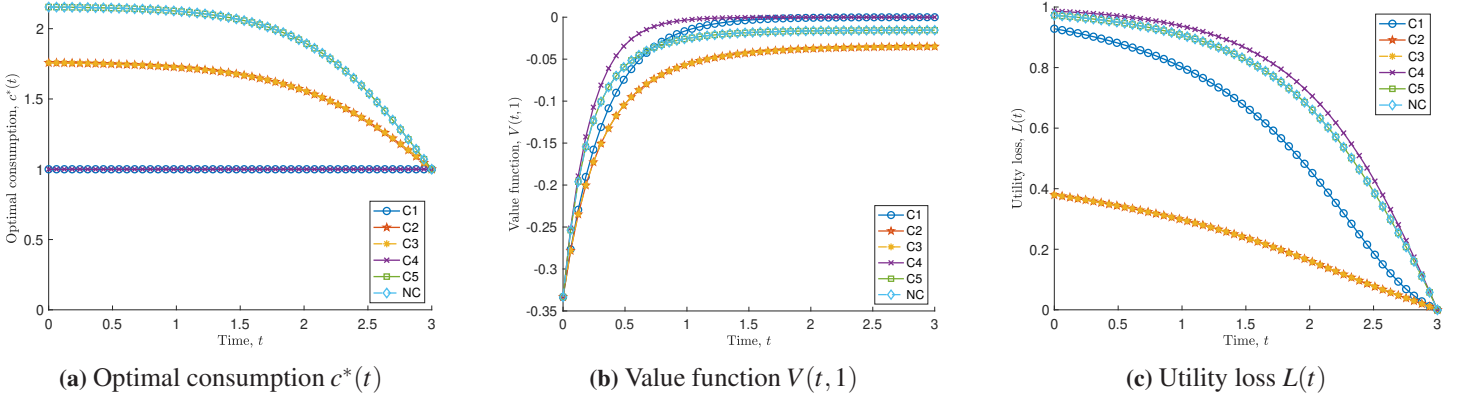 2
1.5
1
0.5
0
Optimal consumption, c*(t)
0 0.5 1 1.5 2 2.5 3
Time, t
C1
C2
C3
C4
C5
NC
(a) Optimal consumption c*(t)
0
-0.05
-0.1
-0.15
-0.2
-0.25
-0.3
-0.35
Value function, V(t,1)
0 0.5 1 1.5 2 2.5 3
Time, t
C1
C2
C3
C4
C5
NC
(b) Value function V(t,1)
1
0.8
0.6
0.4
0.2
0
Utility loss, L(t)
0 0.5 1 1.5 2 2.5 3
Time, t
C1
C2
C3
C4
C5
NC
(c) Utility loss L(t)